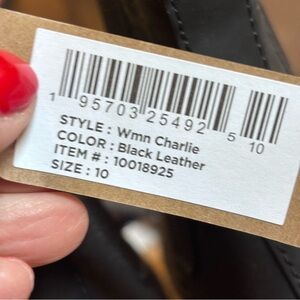 1 95703 25492 5 10
STYLE : Wmn Charlie
COLOR : Black Leather
ITEM # : 10018925
SIZE : 10